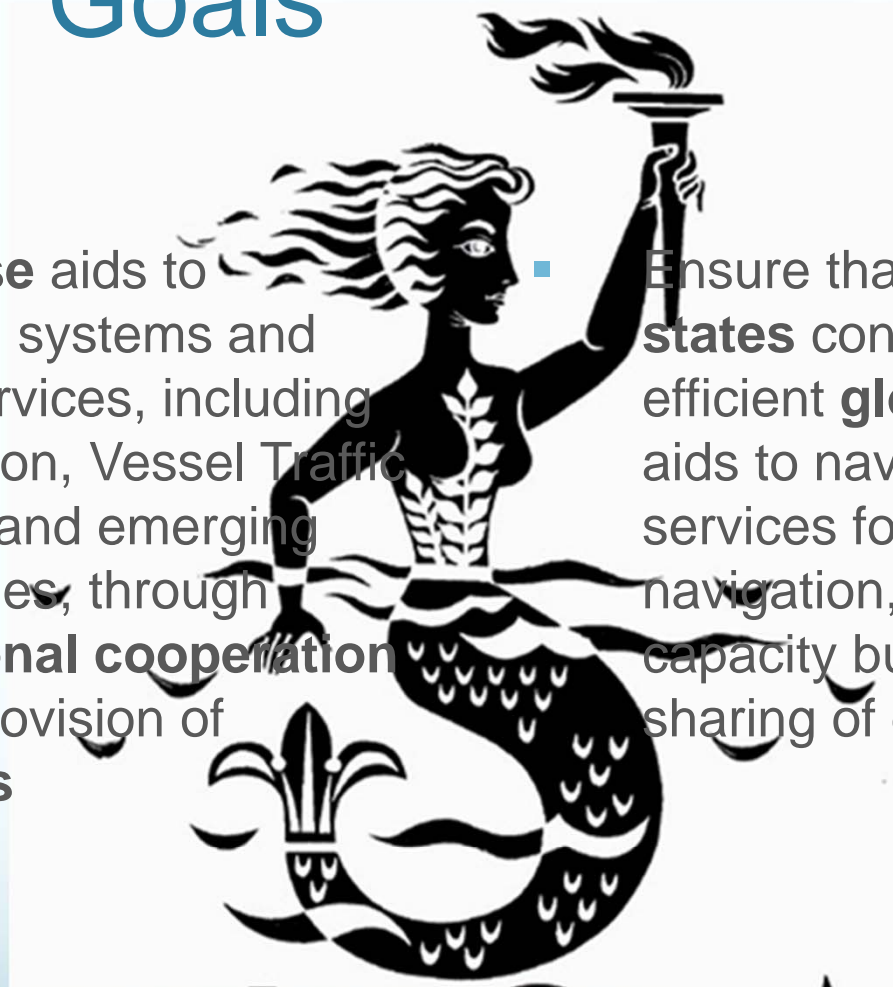 Goals
se aids to
systems and
rvices, including
on, Vessel Traffic
and emerging
es, through
nal cooperation
ovision of
s
Ensure tha
states con
efficient glo
aids to nav
services fo
navigation,
capacity bu
sharing of